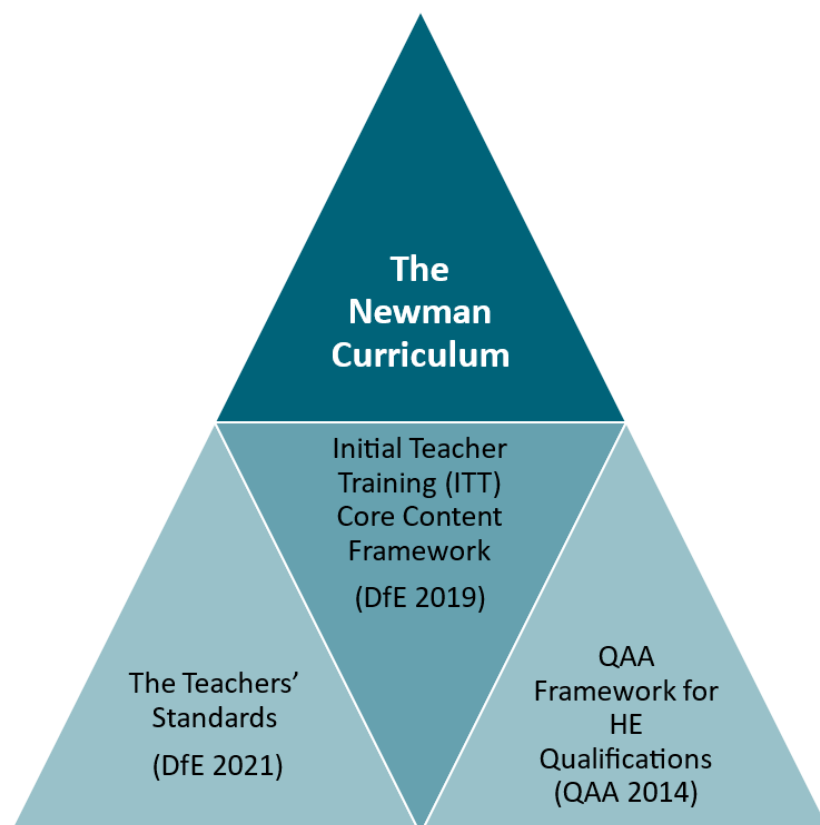 The
Newman
Curriculum
Initial Teacher
Training (ITT)
Core Content
Framework
(DfE 2019)
The Teachers’
Standards
(DfE 2021)
QAA
Framework for
HE
Qualifications
(QAA 2014)